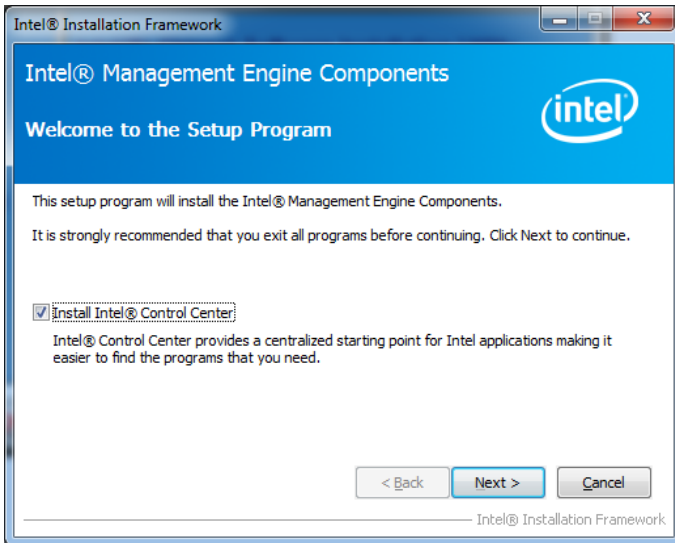 Intel® Installation Framework
Intel® Management Engine Components
intel
Welcome to the Setup Program
This setup program will install the Intel® Management Engine Components.
It is strongly recommended that you exit all programs before continuing. Click Next to continue.
Install Intel® Control Center
Intel® Control Center provides a centralized starting point for Intel applications making it
easier to find the programs that you need.
< Back Next > Cancel
Intel® Installation Framework